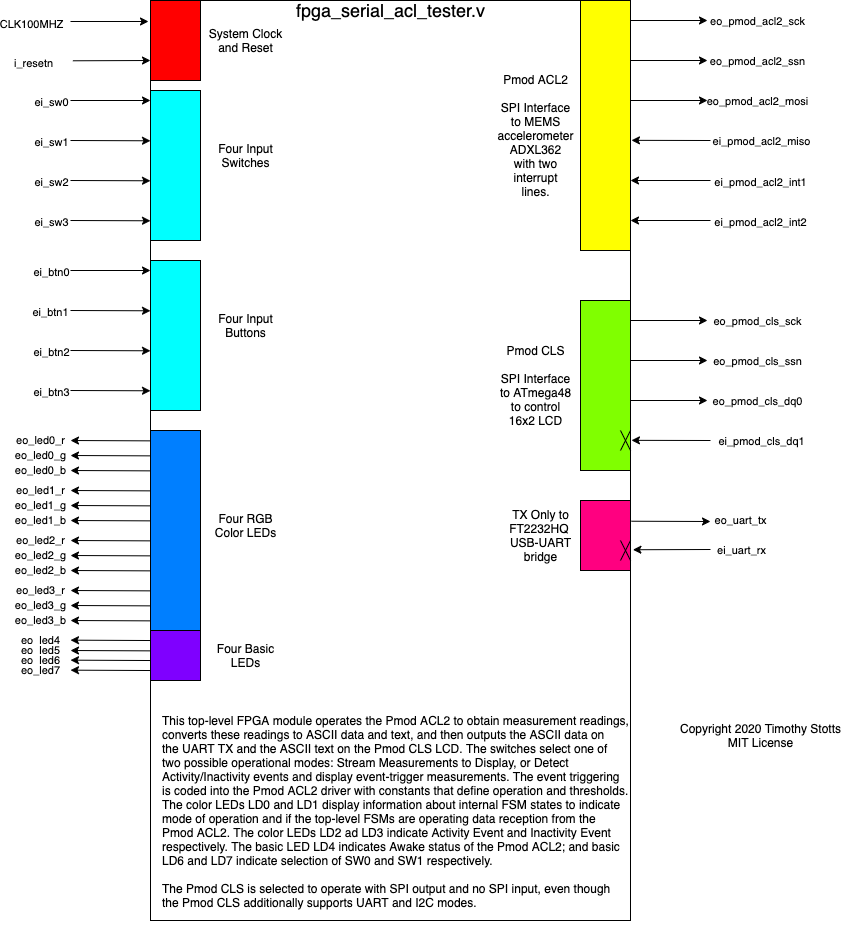 fpga_serial_acl_tester.v
CLK100MHZ
i_resetn
System Clock
and Reset
ei_sw0
ei_sw1
ei_sw2
ei_sw3
Four Input
Switches
ei_btn0
ei_btn1
ei_btn2
ei_btn3
Four Input
Buttons
eo_led0_r
eo_led0_g
eo_led0_b
eo_led1_r
eo_led1_g
eo_led1_b
eo_led2_r
eo_led2_g
eo_led2_b
eo_led3_r
eo_led3_g
eo_led3_b
Four RGB
Color LEDs
eo_led4
eo_led5
eo_led6
eo_led7
Four Basic
LEDs
Pmod ACL2
SPI Interface
to MEMS
accelerometer
ADXL362
with two
interrupt
lines.
eo_pmod_acl2_sck
eo_pmod_acl2_ssn
eo_pmod_acl2_mosi
ei_pmod_acl2_miso
ei_pmod_acl2_int1
ei_pmod_acl2_int2
Pmod CLS
SPI Interface
to ATmega48
to control
16x2 LCD
eo_pmod_cls_sck
eo_pmod_cls_ssn
eo_pmod_cls_dq0
ei_pmod_cls_dq1
TX Only to
FT2232HQ
USB-UART
bridge
eo_uart_tx
ei_uart_rx
This top-level FPGA module operates the Pmod ACL2 to obtain measurement readings,
converts these readings to ASCII data and text, and then outputs the ASCII data on
the UART TX and the ASCII text on the Pmod CLS LCD. The switches select one of
two possible operational modes: Stream Measurements to Display, or Detect
Activity/Inactivity events and display event-trigger measurements. The event triggering
is coded into the Pmod ACL2 driver with constants that define operation and thresholds.
The color LEDs LD0 and LD1 display information about internal FSM states to indicate
mode of operation and if the top-level FSMs are operating data reception from the
Pmod ACL2. The color LEDs LD2 ad LD3 indicate Activity Event and Inactivity Event
respectively. The basic LED LD4 indicates Awake status of the Pmod ACL2; and basic
LD6 and LD7 indicate selection of SW0 and SW1 respectively.
The Pmod CLS is selected to operate with SPI output and no SPI input, even though
the Pmod CLS additionally supports UART and I2C modes.
Copyright 2020 Timothy Stotts
MIT License